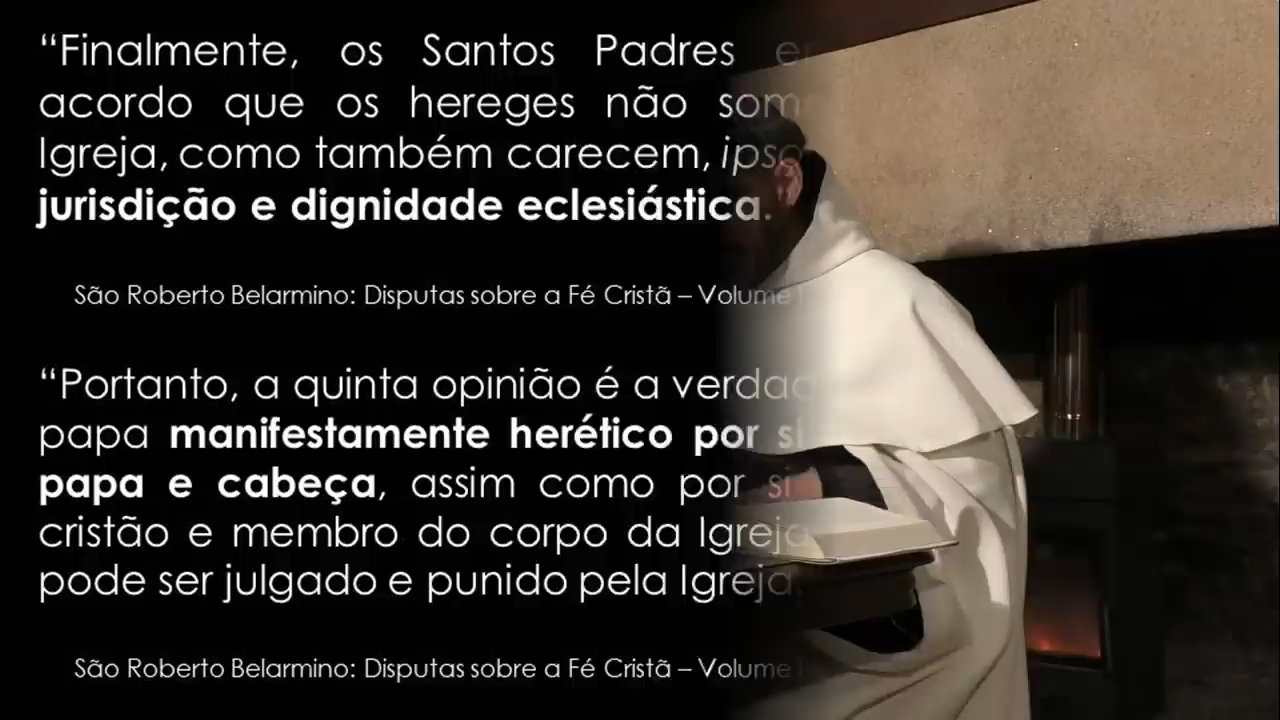 “Finalmente, os Santos Padres
acordo que os hereges não
Igreja, como também carecem,
jurisdição e dignidade eclesiástica.
São Roberto Belarmino: Disputas sobre a Fé Cristã – Volume
“Portanto, a quinta opinião é a
papa manifestamente herético por si
papa e cabeça, assim como por si
cristão e membro do corpo da Igreja
pode ser julgado e punido pela Igreja.
São Roberto Belarmino: Disputas sobre a Fé Cristã – Volume